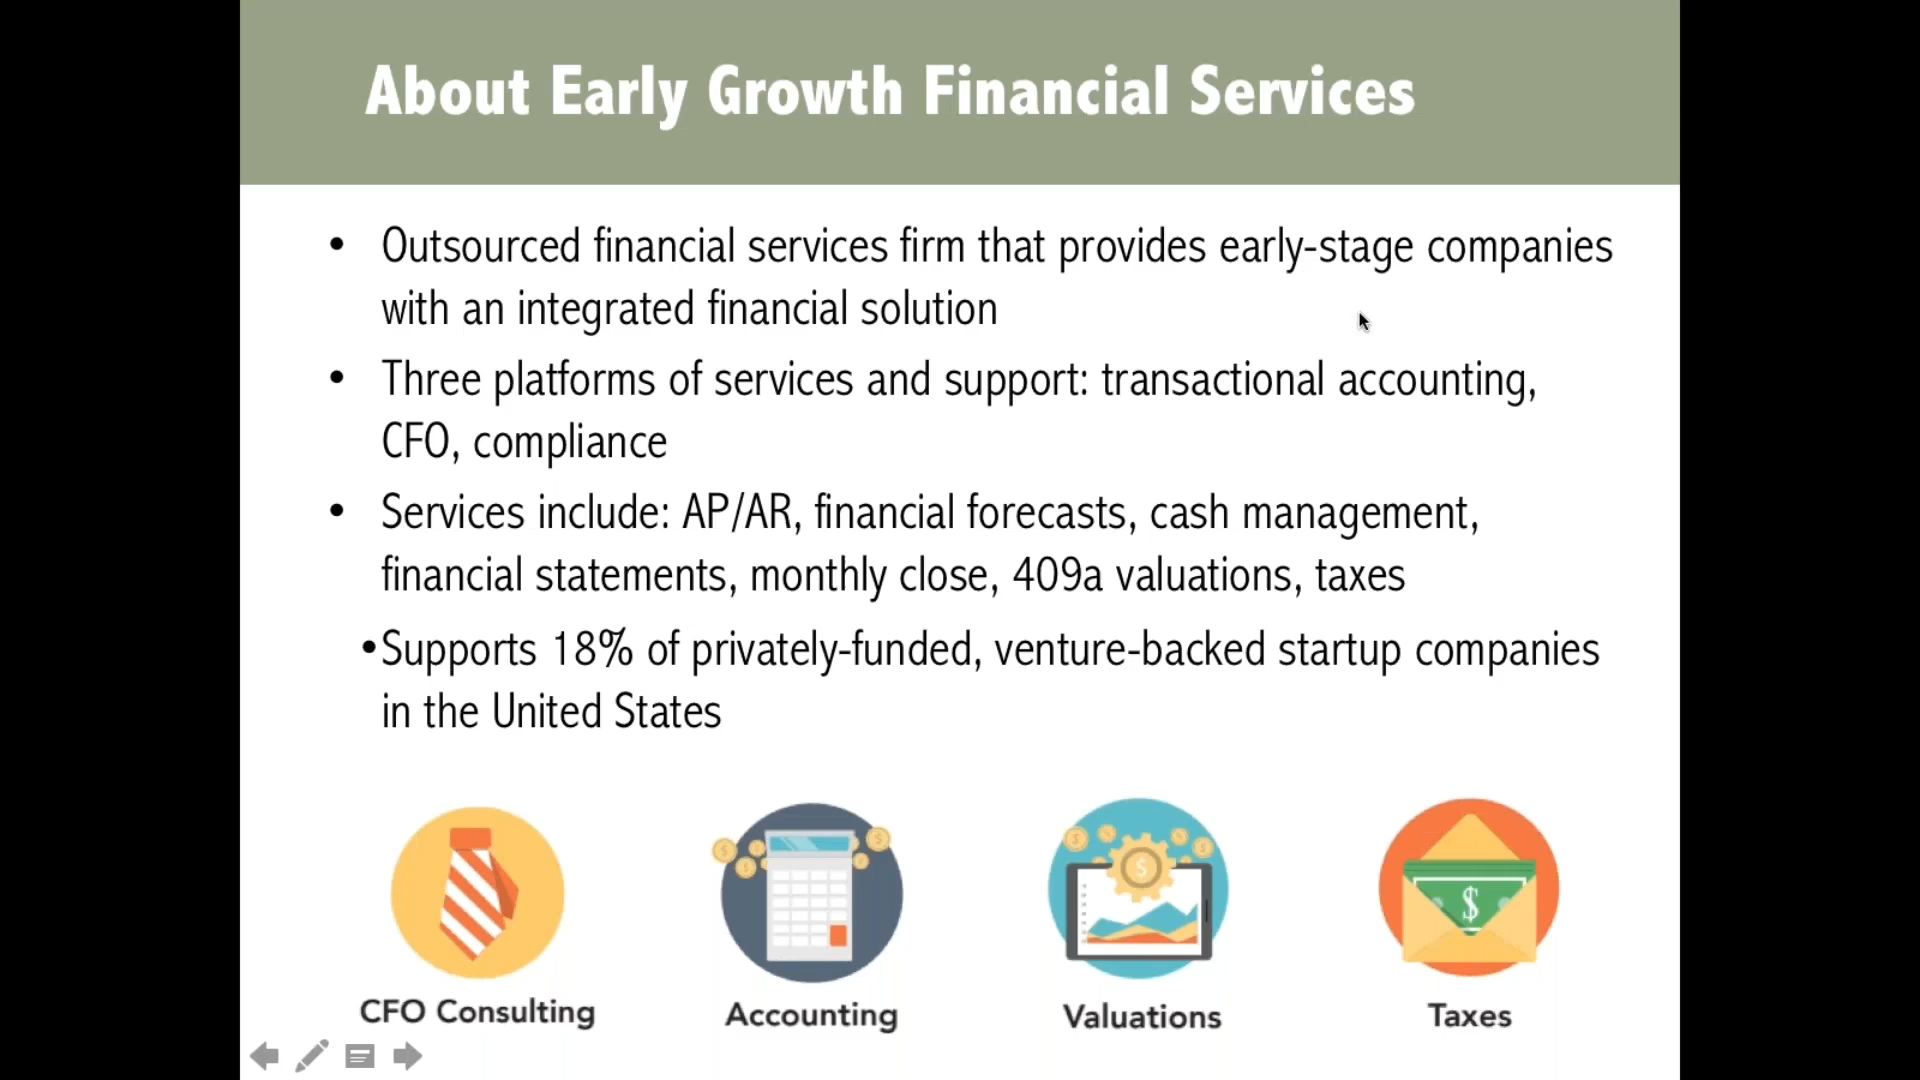 About Early Growth Financial Services
• Outsourced financial services firm that provides early-stage companies
with an integrated financial solution
• Three platforms of services and support: transactional accounting,
CFO, compliance
• Services include: AP/AR, financial forecasts, cash management,
financial statements, monthly close, 409a valuations, taxes
•Supports 18% of privately-funded, venture-backed startup companies
in the United States
$ $ $ $ $ $
CFO Consulting
Accounting
Valuations
Taxes